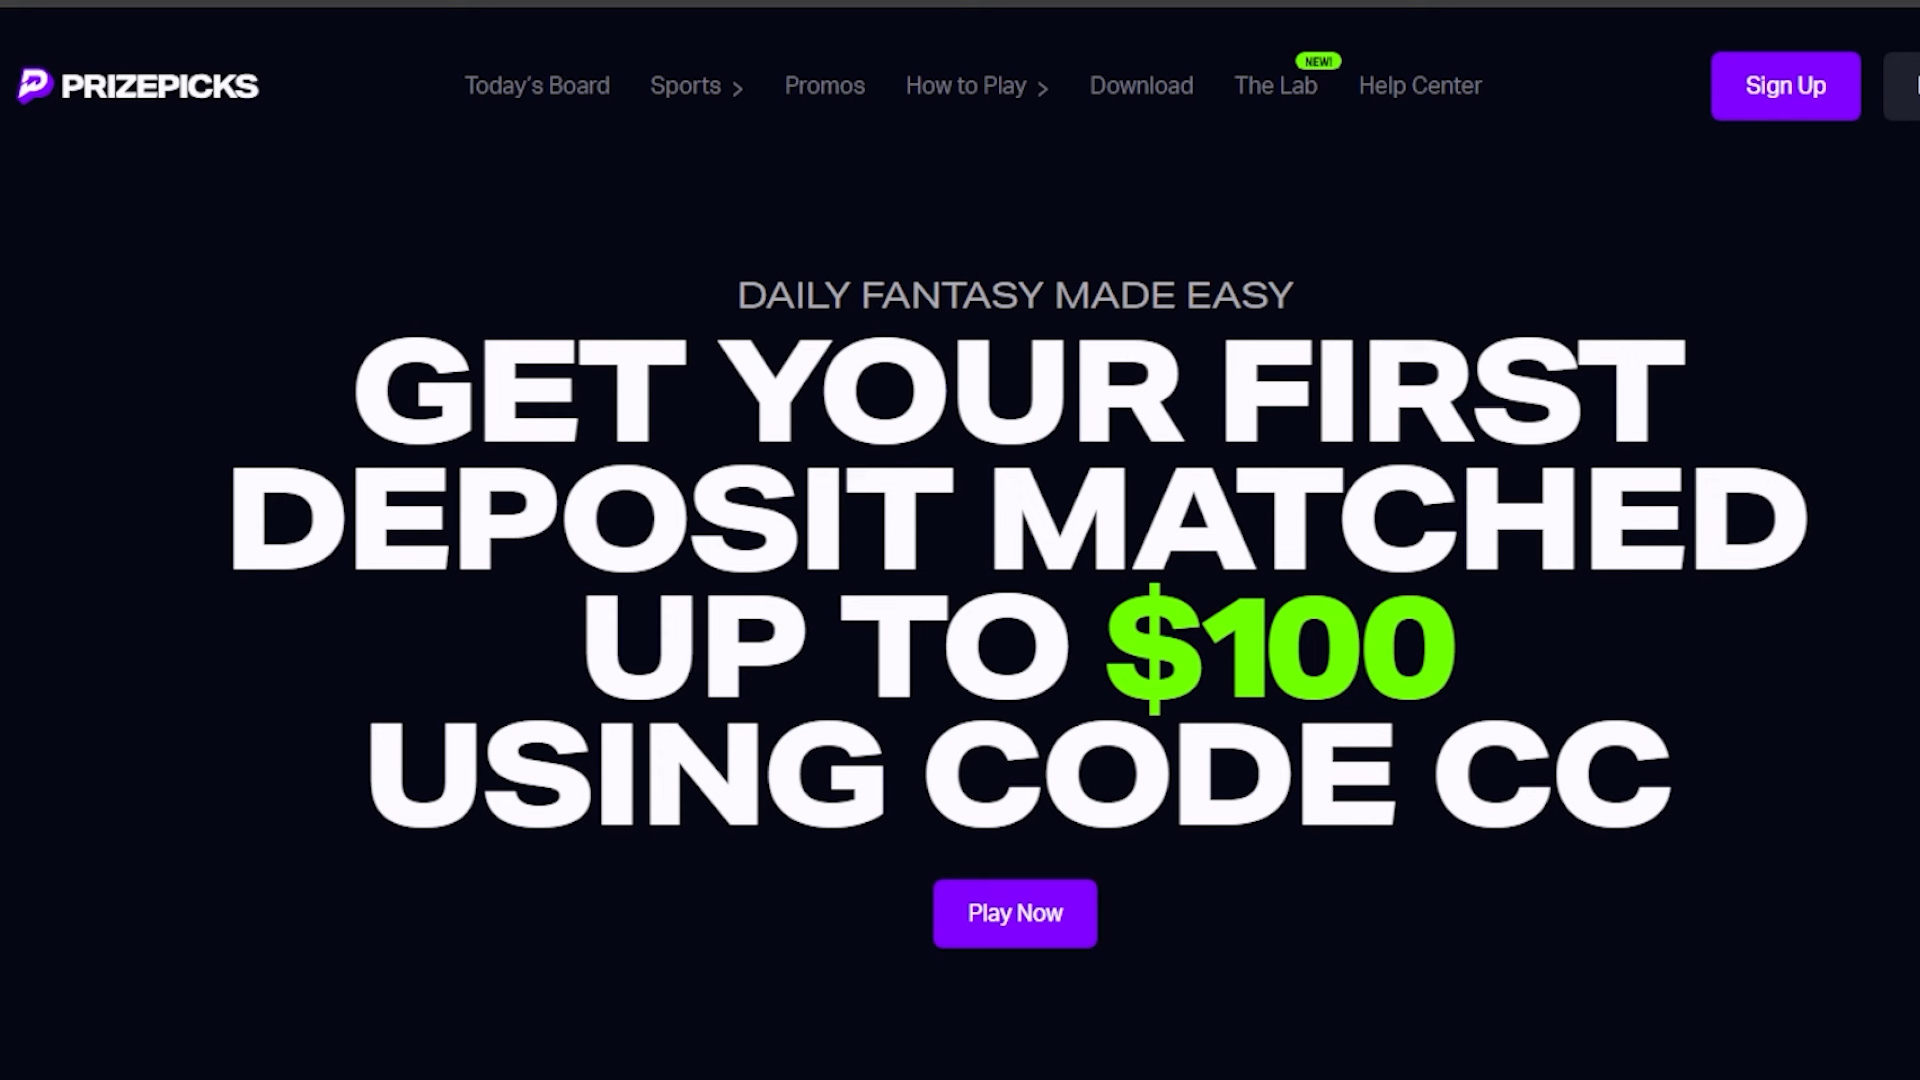 PRIZEPICKS
Today's Board
Sports
Promos
How to Play
Download
The Lab
NEW!
Help Center
Sign Up
DAILY FANTASY MADE EASY
GET YOUR FIRST
DEPOSIT MATCHED
UP TO $100
USING CODE CC
Play Now